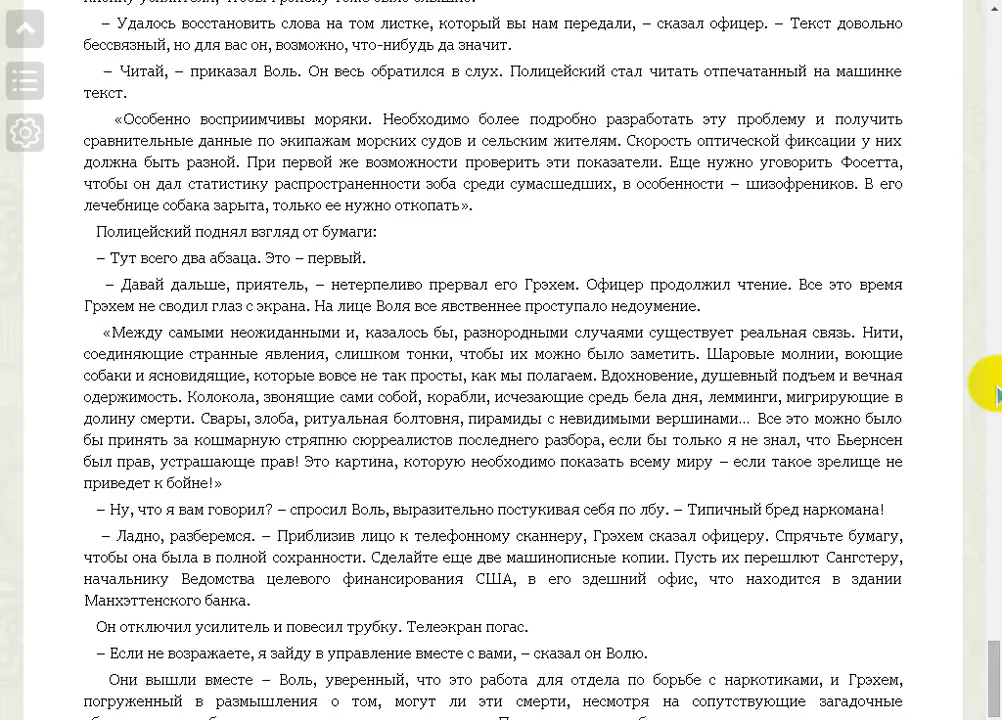 – Удалось восстановить слова на том листке, который вы нам передали, – сказал офицер. – Текст довольно
бессвязный, но для вас он, возможно, что-нибудь да значит.
– Читай, – приказал Воль. Он весь обратился в слух. Полицейский стал читать отпечатанный на машинке
текст.
«Особенно восприимчивы моряки. Необходимо более подробно разработать эту проблему и получить
сравнительные данные по экипажам морских судов и сельским жителям. Скорость оптической фиксации у них
должна быть разной. При первой же возможности проверить эти показатели. Еще нужно уговорить Фосетта,
чтобы он дал статистику распространенности зоба среди сумасшедших, в особенности – шизофреников. В его
лечебнице собака зарыта, только ее нужно откопать».
Полицейский поднял взгляд от бумаги:
– Тут всего два абзаца. Это – первый.
– Давай дальше, приятель, – нетерпеливо прервал его Грэхем. Офицер продолжил чтение. Все это время
Грэхем не сводил глаз с экрана. На лице Воля все явственнее проступало недоумение.
«Между самыми неожиданными и, казалось бы, разнородными случаями существует реальная связь. Нити,
соединяющие странные явления, слишком тонки, чтобы их можно было заметить. Шаровые молнии, воющие
собаки и ясновидящие, которые вовсе не так просты, как мы полагаем. Вдохновение, душевный подъем и вечная
одержимость. Колокола, звонящие сами собой, корабли, исчезающие средь бела дня, лемминги, мигрирующие в
долину смерти. Свары, злоба, ритуальная болтовня, пирамиды с невидимыми вершинами... Все это можно было
бы принять за кошмарную стряпню сюрреалистов последнего разбора, если бы только я не знал, что Бьернсен
был прав, устрашающе прав! Это картина, которую необходимо показать всему миру – если такое зрелище не
приведет к бойне!»
– Ну, что я вам говорил? – спросил Воль, выразительно постукивая себя по лбу. – Типичный бред наркомана!
– Ладно, разберемся. – Приблизив лицо к телефонному сканнеру, Грэхем сказал офицеру. Спрячьте бумагу,
чтобы она была в полной сохранности. Сделайте еще две машинописные копии. Пусть их перешлют Сангстеру,
начальнику Ведомства целевого финансирования США, в его здешний офис, что находится в здании
Манхэттенского банка.
Он отключил усилитель и повесил трубку. Телеэкран погас.
– Если не возражаете, я зайду в управление вместе с вами, – сказал он Волю.
Они вышли вместе – Воль, уверенный, что это работа для отдела по борьбе с наркотиками, и Грэхем,
погруженный в размышления о том, могут ли эти смерти, несмотря на сопутствующие загадочные